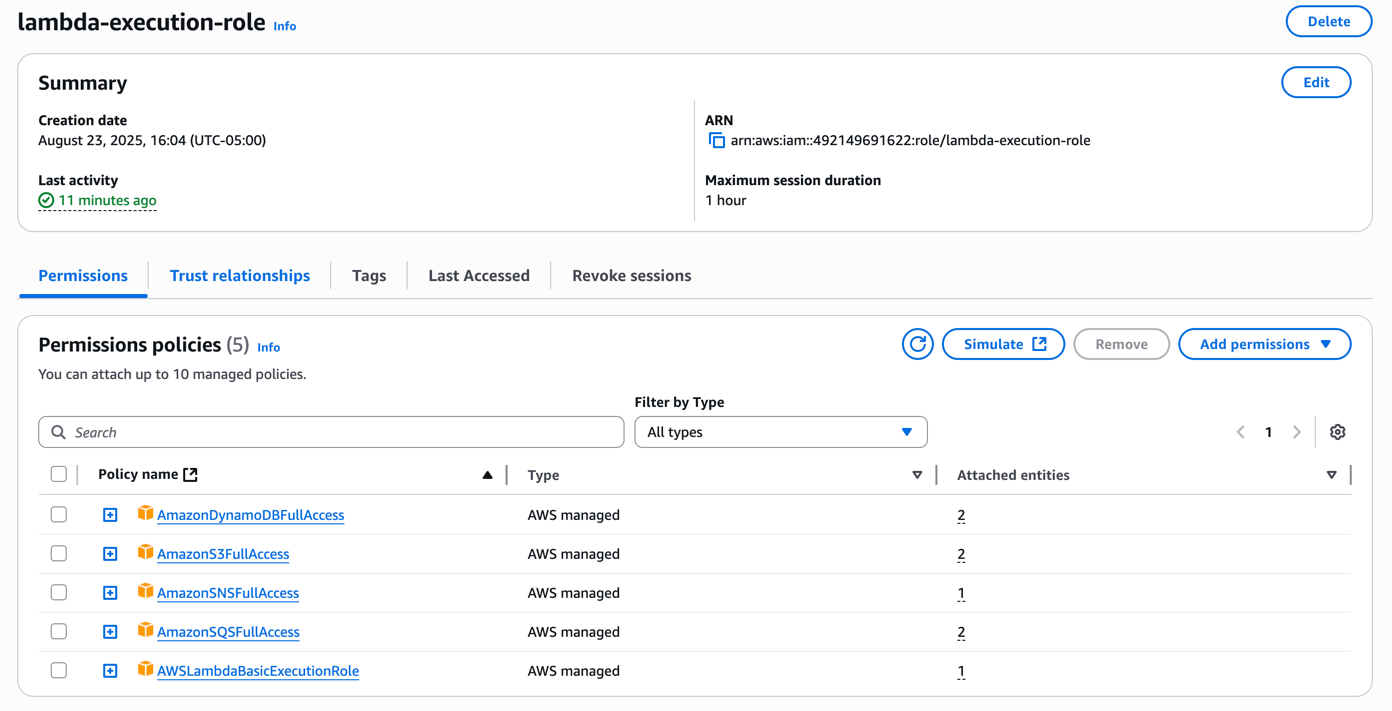 lambda-execution-role Info
Delete
Summary
Edit
Creation date
August 23, 2025, 16:04 (UTC-05:00)
ARN
arn:aws:iam::492149691622:role/lambda-execution-role
Last activity
11 minutes ago
Maximum session duration
1 hour
Permissions
Trust relationships
Tags
Last Accessed
Revoke sessions
Permissions policies (5) Info
Simulate
Remove
Add permissions
You can attach up to 10 managed policies.
Filter by Type
Search
All types
1
Policy name Type Attached entities
AmazonDynamoDBFullAccess AWS managed 2
AmazonS3FullAccess AWS managed 2
AmazonSNSFullAccess AWS managed 1
AmazonSQSFullAccess AWS managed 2
AWSLambdaBasicExecutionRole AWS managed 1